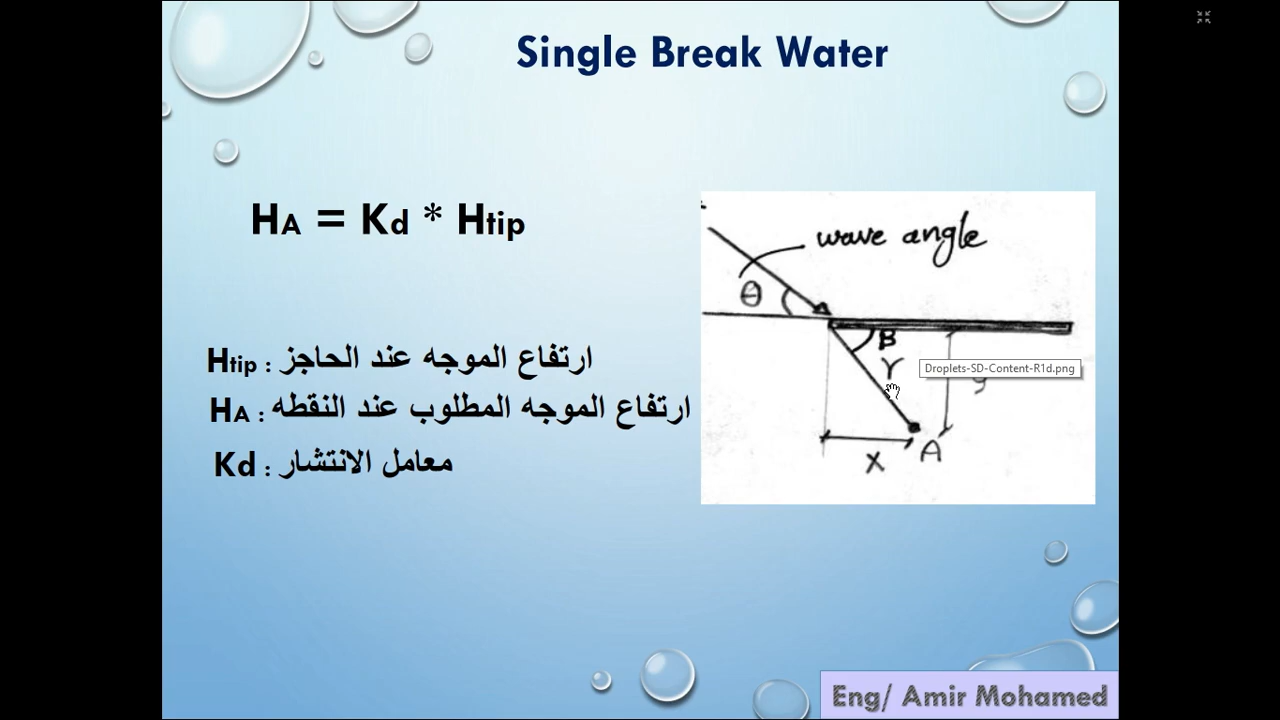 Single Break Water
HA = Kd * Htip
Htip : ارتفاع الموجه عند الحاجز
HA : ارتفاع الموجه المطلوب عند النقطه
Kd : معامل الانتشار
wave angle
θ
B
r
Droplets-SD-Content-R1d.png
A
x
Eng/ Amir Mohamed